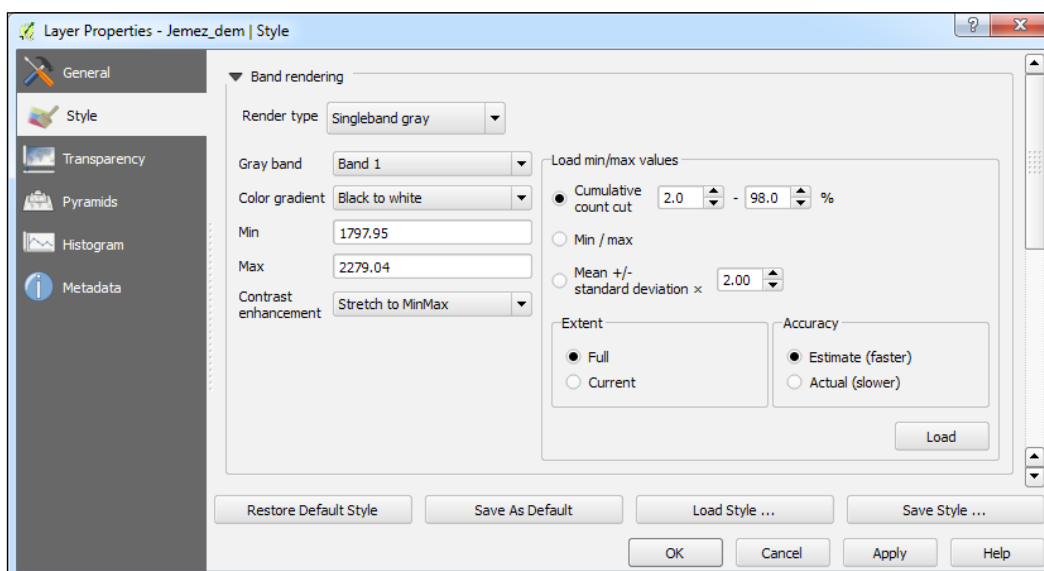 Layer Properties - Jemez_dem | Style
General
Style
Transparency
Pyramids
Histogram
Metadata
Band rendering
Render type Singleband gray
Gray band Band 1
Color gradient Black to white
Min 1797.95
Max 2279.04
Contrast
enhancement Stretch to MinMax
Load min/max values
Cumulative
count cut 2.0 - 98.0 %
Min / max
Mean +/-
standard deviation × 2.00
Extent
Full
Current
Accuracy
Estimate (faster)
Actual (slower)
Load
Restore Default Style Save As Default Load Style ... Save Style ...
OK Cancel Apply Help